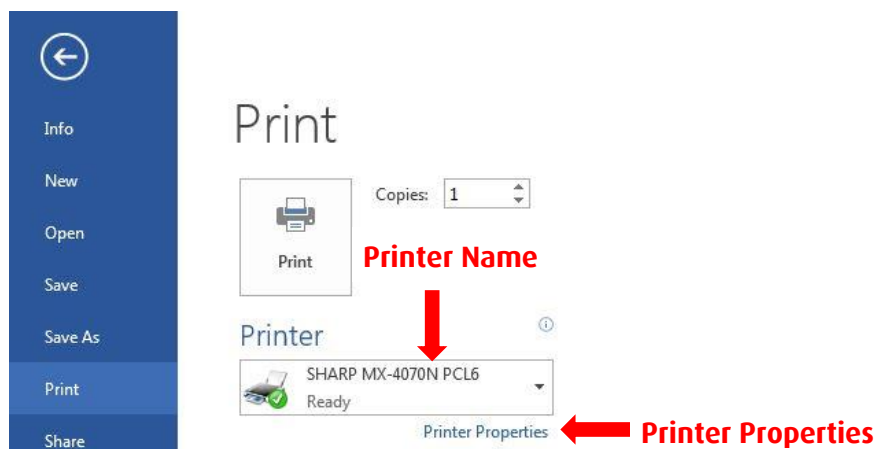 Info
New
Open
Save
Save As
Print
Share
Print
Copies: 1
Print
Printer Name
Printer
SHARP MX-4070N PCL6
Ready
Printer Properties
Printer Properties